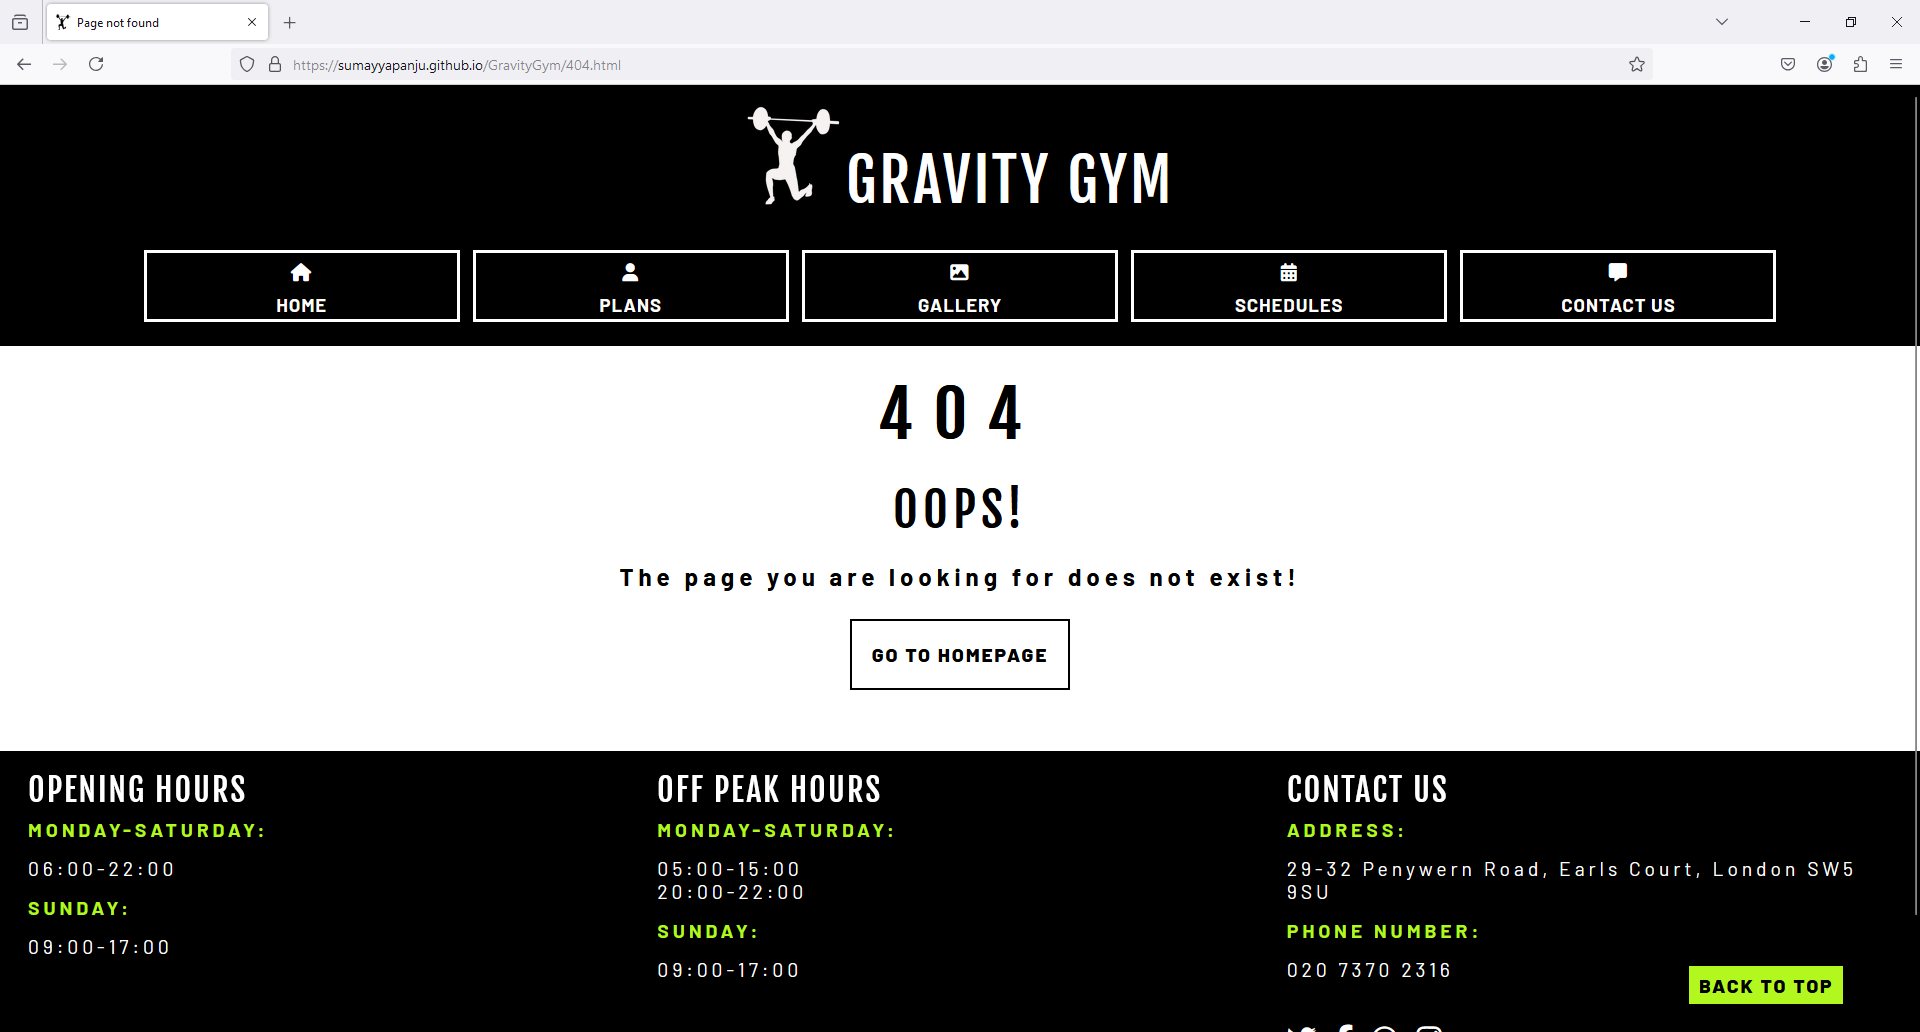 Page not found
https://sumayyapanju.github.io/GravityGym/404.html
GRAVITY GYM
HOME
PLANS
GALLERY
SCHEDULES
CONTACT US
404
OOPS!
The page you are looking for does not exist!
GO TO HOMEPAGE
OPENING HOURS
MONDAY-SATURDAY:
06:00-22:00
SUNDAY:
09:00-17:00
OFF PEAK HOURS
MONDAY-SATURDAY:
05:00-15:00
20:00-22:00
SUNDAY:
09:00-17:00
CONTACT US
ADDRESS:
29-32 Penywern Road, Earls Court, London SW5
9SU
PHONE NUMBER:
020 7370 2316
BACK TO TOP